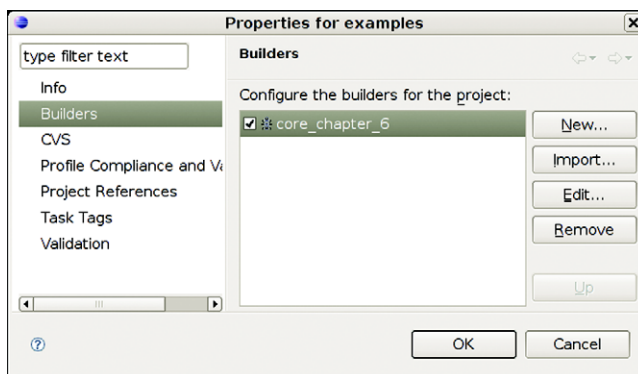 Properties for examples
type filter text
Info
Builders
CVS
Profile Compliance and Va
Project References
Task Tags
Validation
Builders
Configure the builders for the project:
core_chapter_6
New...
Import...
Edit...
Remove
Up
OK
Cancel